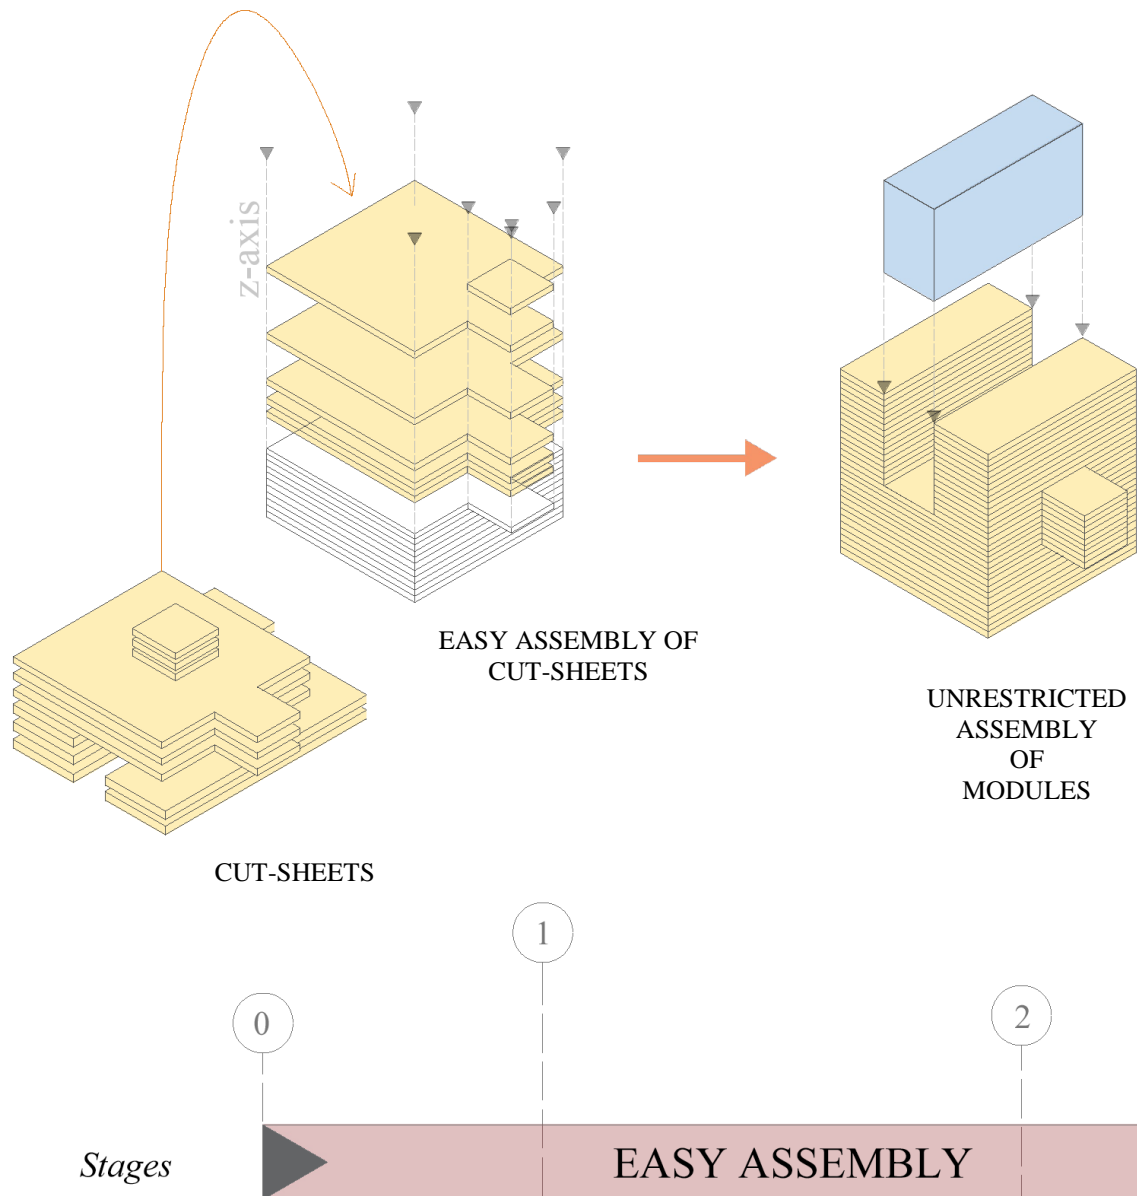 z-axis
EASY ASSEMBLY OF
CUT-SHEETS
UNRESTRICTED
ASSEMBLY
OF
MODULES
CUT-SHEETS
1
0
2
Stages
EASY ASSEMBLY